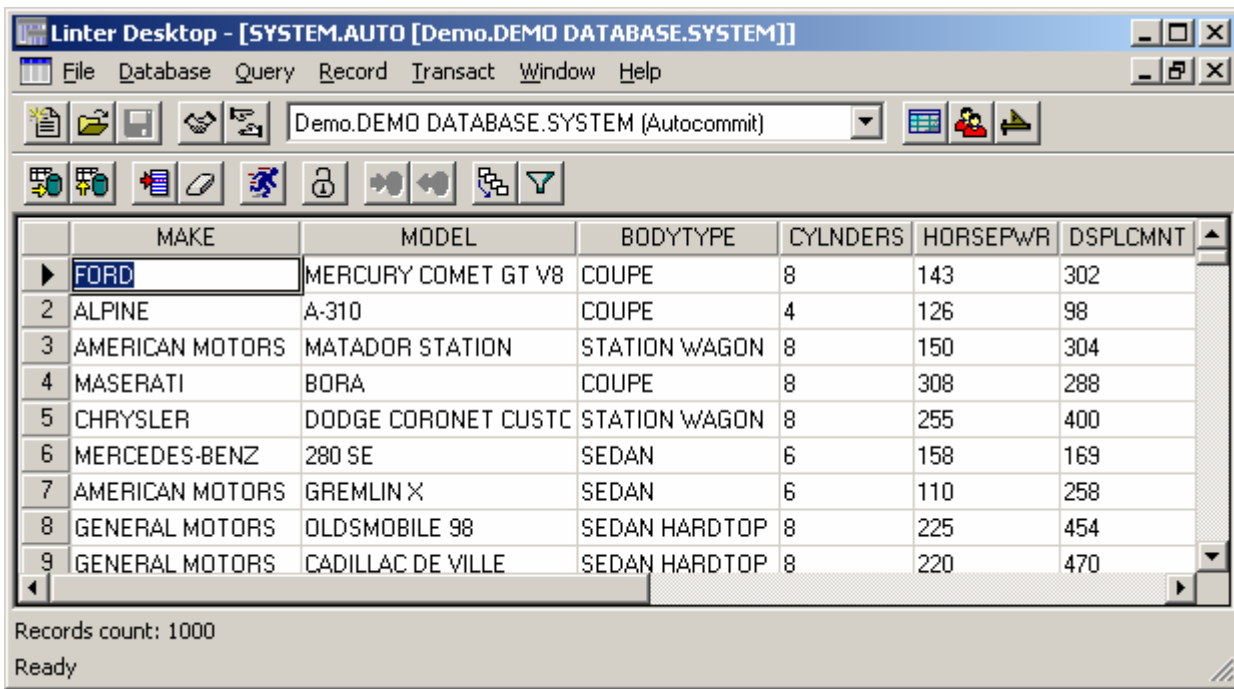 Linter Desktop - [SYSTEM.AUTO [Demo.DEMO DATABASE.SYSTEM]]
File Database Query Record Transact Window Help
Demo.DEMO DATABASE.SYSTEM (Autocommit)
MAKE MODEL BODYTYPE CYLNDERS HORSEPWR DSPLCMNT
FORD MERCURY COMET GT V8 COUPE 8 143 302
2 ALPINE A-310 COUPE 4 126 98
3 AMERICAN MOTORS MATADOR STATION STATION WAGON 8 150 304
4 MASERATI BORA COUPE 8 308 288
5 CHRYSLER DODGE CORONET CUSTO STATION WAGON 8 255 400
6 MERCEDES-BENZ 280 SE SEDAN 6 158 169
7 AMERICAN MOTORS GREMLIN X SEDAN 6 110 258
8 GENERAL MOTORS OLDSMOBILE 98 SEDAN HARDTOP 8 225 454
9 GENERAL MOTORS CADILLAC DE VILLE SEDAN HARDTOP 8 220 470
Records count: 1000
Ready